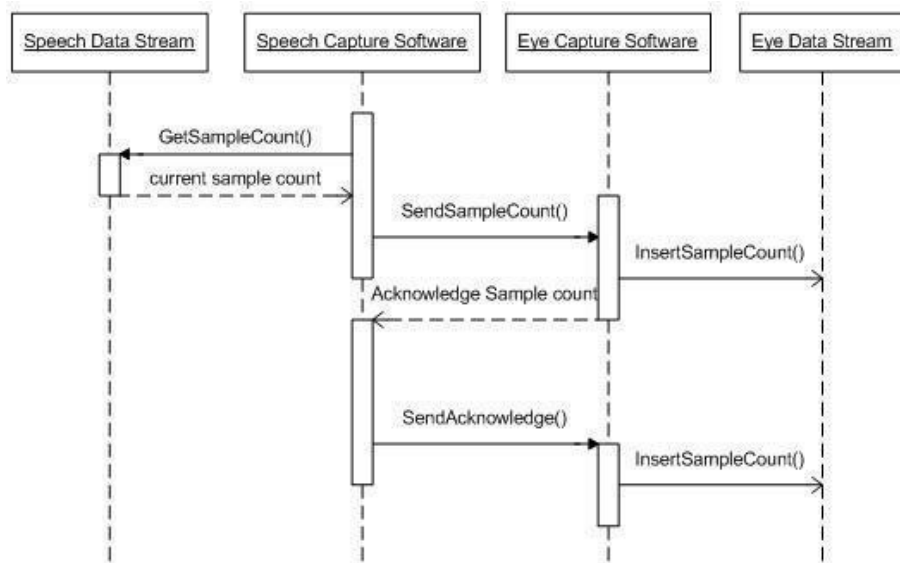 Speech Data Stream
Speech Capture Software
Eye Capture Software
Eye Data Stream
GetSampleCount()
current sample count
SendSampleCount()
InsertSampleCount()
Acknowledge Sample count
SendAcknowledge()
InsertSampleCount()